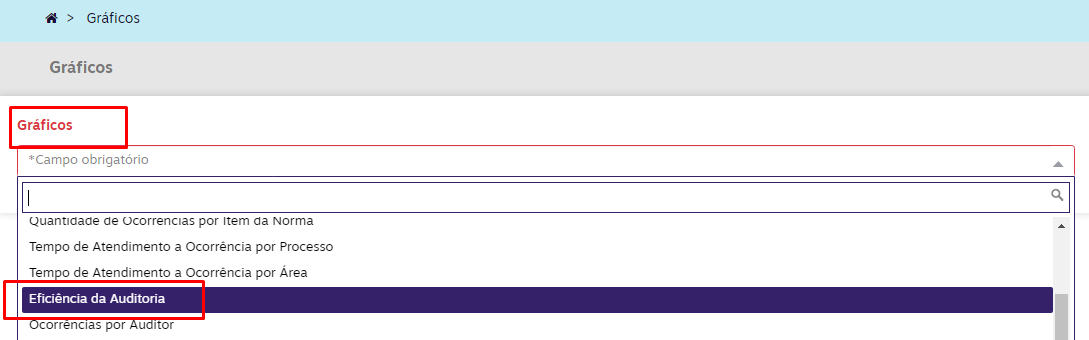 > Gráficos
Gráficos
Gráficos
*Campo obrigatório
Quantidade de Ocorrências por Item da Norma
Tempo de Atendimento a Ocorrência por Processo
Tempo de Atendimento a Ocorrência por Área
Eficiência da Auditoria
Ocorrências por Auditor